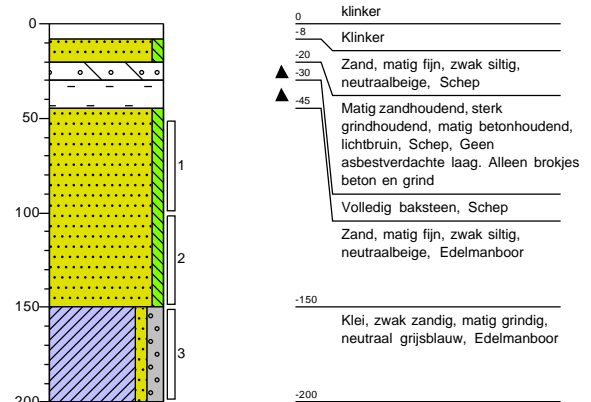 klinker
0
0
-8
Klinker
-20
Zand, matig fijn, zwak siltig,
neutraalbeige, Schep
-30
-45
Matig zandhoudend, sterk
grindhoudend, matig betonhoudend,
lichtbruin, Schep, Geen
asbestverdachte laag. Alleen brokjes
beton en grind
50
1
Volledig baksteen, Schep
100
Zand, matig fijn, zwak siltig,
neutraalbeige, Edelmanboor
2
150
-150
Klei, zwak zandig, matig grindig,
neutraal grijsblauw, Edelmanboor
3
200
-200